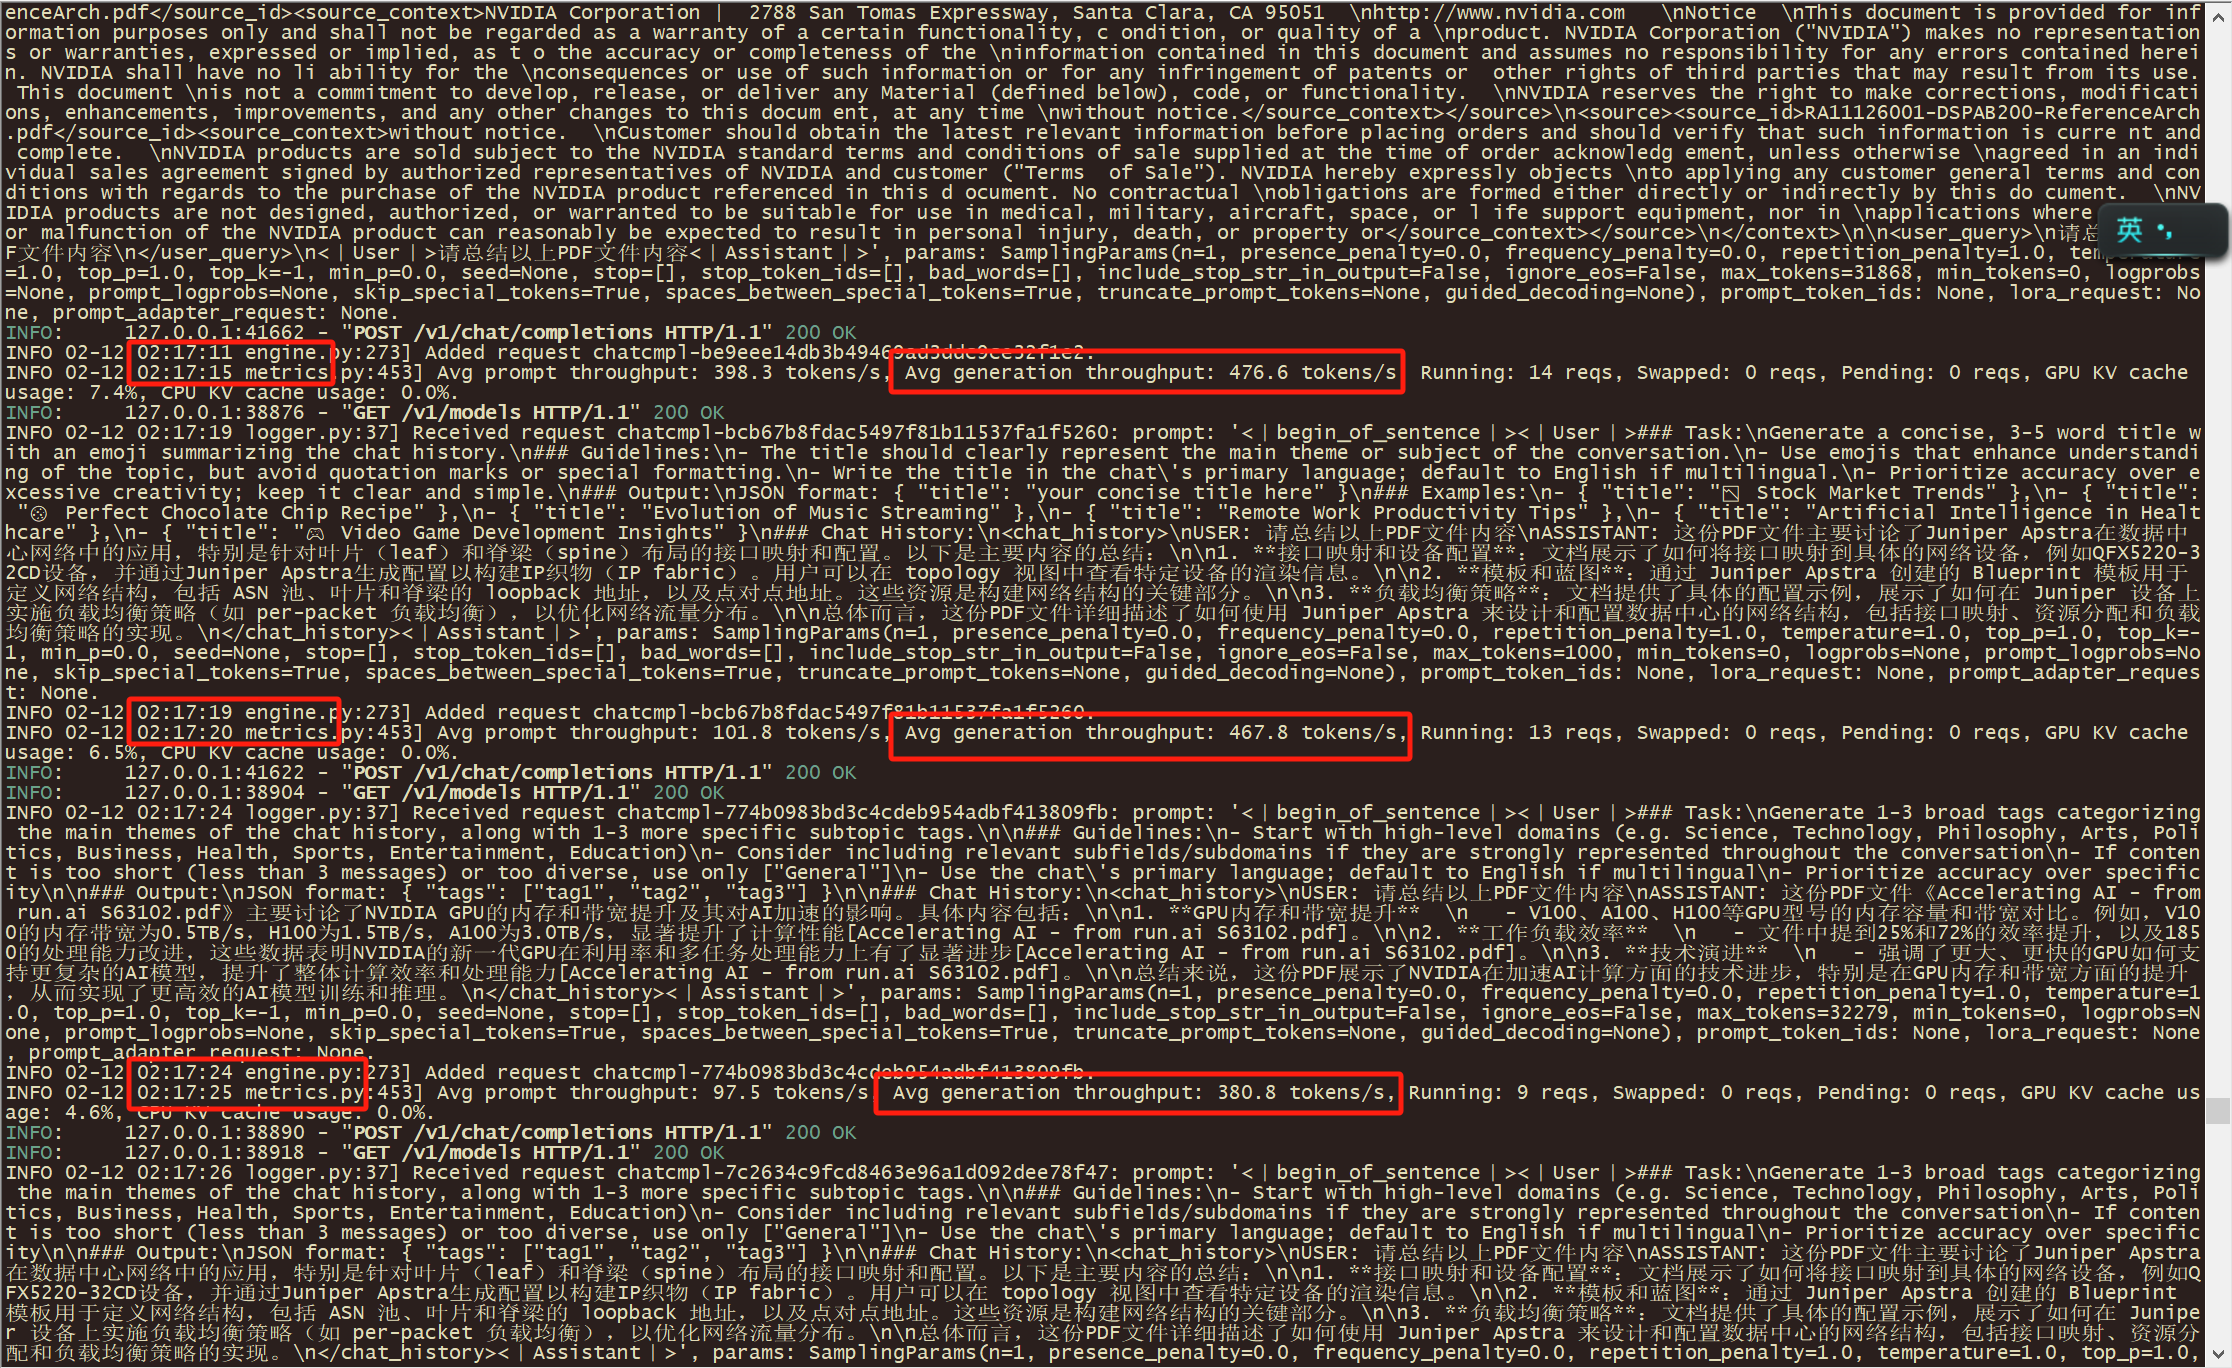 enceArch.pdf</source_id><source_context>NVIDIA Corporation |  2788 San Tomas Expressway, Santa Clara, CA 95051  \nhttp://www.nvidia.com   \nNotice  \nThis document is provided for inf
ormation purposes only and shall not be regarded as a warranty of a certain functionality, c ondition, or quality of a \nproduct. NVIDIA Corporation ("NVIDIA") makes no representation
s or warranties, expressed or implied, as t o the accuracy or completeness of the \ninformation contained in this document and assumes no responsibility for any errors contained herei
n. NVIDIA shall have no li ability for the \nconsequences or use of such information or for any infringement of patents or  other rights of third parties that may result from its use.
 This document \nis not a commitment to develop, release, or deliver any Material (defined below), code, or functionality.  \nNVIDIA reserves the right to make corrections, modificati
ons, enhancements, improvements, and any other changes to this docum ent, at any time \nwithout notice.</source_context></source>\n<source><source_id>RA11126001-DSPAB200-ReferenceArch
.pdf</source_id><source_context>without notice.  \nCustomer should obtain the latest relevant information before placing orders and should verify that such information is curre nt and
 complete.  \nNVIDIA products are sold subject to the NVIDIA standard terms and conditions of sale supplied at the time of order acknowledg ement, unless otherwise \nagreed in an indi
vidual sales agreement signed by authorized representatives of NVIDIA and customer ("Terms  of Sale"). NVIDIA hereby expressly objects \nto applying any customer general terms and con
ditions with regards to the purchase of the NVIDIA product referenced in this d ocument. No contractual \nobligations are formed either directly or indirectly by this do cument.  \nNV
IDIA products are not designed, authorized, or warranted to be suitable for use in medical, military, aircraft, space, or l ife support equipment, nor in \napplications where
or malfunction of the NVIDIA product can reasonably be expected to result in personal injury, death, or property or</source_context></source>\n</context>\n\n<user_query>\n请总
英 •,
F文件内容\n</user_query>\n<｜User｜>请总结以上PDF文件内容<｜Assistant｜>', params: SamplingParams(n=1, presence_penalty=0.0, frequency_penalty=0.0, repetition_penalty=1.0, temperature
=1.0, top_p=1.0, top_k=-1, min_p=0.0, seed=None, stop=[], stop_token_ids=[], bad_words=[], include_stop_str_in_output=False, ignore_eos=False, max_tokens=31868, min_tokens=0, logprobs
=None, prompt_logprobs=None, skip_special_tokens=True, spaces_between_special_tokens=True, truncate_prompt_tokens=None, guided_decoding=None), prompt_token_ids: None, lora_request: No
ne, prompt_adapter_request: None.
INFO:     127.0.0.1:41662 - "POST /v1/chat/completions HTTP/1.1" 200 OK
INFO 02-12 02:17:11 engine.py:273] Added request chatcmpl-be9eee14db3b49469ad3ddc9ce32f1e2.
INFO 02-12 02:17:15 metrics.py:453] Avg prompt throughput: 398.3 tokens/s, Avg generation throughput: 476.6 tokens/s, Running: 14 reqs, Swapped: 0 reqs, Pending: 0 reqs, GPU KV cache
usage: 7.4%, CPU KV cache usage: 0.0%.
INFO:     127.0.0.1:38876 - "GET /v1/models HTTP/1.1" 200 OK
INFO 02-12 02:17:19 logger.py:37] Received request chatcmpl-bcb67b8fdac5497f81b11537fa1f5260: prompt: '<｜begin_of_sentence｜><｜User｜>### Task:\nGenerate a concise, 3-5 word title w
ith an emoji summarizing the chat history.\n### Guidelines:\n- The title should clearly represent the main theme or subject of the conversation.\n- Use emojis that enhance understandi
ng of the topic, but avoid quotation marks or special formatting.\n- Write the title in the chat\'s primary language; default to English if multilingual.\n- Prioritize accuracy over e
xcessive creativity; keep it clear and simple.\n### Output:\nJSON format: { "title": "your concise title here" }\n### Examples:\n- { "title": "📉 Stock Market Trends" },\n- { "title":
 "🍪 Perfect Chocolate Chip Recipe" },\n- { "title": "Evolution of Music Streaming" },\n- { "title": "Remote Work Productivity Tips" },\n- { "title": "Artificial Intelligence in Healt
hcare" },\n- { "title": "🎮 Video Game Development Insights" }\n### Chat History:\n<chat_history>\nUSER: 请总结以上PDF文件内容\nASSISTANT: 这份PDF文件主要讨论了Juniper Apstra在数据中
心网络中的应用，特别是针对叶片（leaf）和脊梁（spine）布局的接口映射和配置。以下是主要内容的总结：\n\n1. **接口映射和设备配置**：文档展示了如何将接口映射到具体的网络设备，例如QFX5220-3
2CD设备，并通过Juniper Apstra生成配置以构建IP织物（IP fabric）。用户可以在 topology 视图中查看特定设备的渲染信息。\n\n2. **模板和蓝图**：通过 Juniper Apstra 创建的 Blueprint 模板用于
定义网络结构，包括 ASN 池、叶片和脊梁的 loopback 地址，以及点对点地址。这些资源是构建网络结构的关键部分。\n\n3. **负载均衡策略**：文档提供了具体的配置示例，展示了如何在 Juniper 设备上
实施负载均衡策略（如 per-packet 负载均衡），以优化网络流量分布。\n\n总体而言，这份PDF文件详细描述了如何使用 Juniper Apstra 来设计和配置数据中心的网络结构，包括接口映射、资源分配和负载
均衡策略的实现。\n</chat_history><｜Assistant｜>', params: SamplingParams(n=1, presence_penalty=0.0, frequency_penalty=0.0, repetition_penalty=1.0, temperature=1.0, top_p=1.0, top_k=-
1, min_p=0.0, seed=None, stop=[], stop_token_ids=[], bad_words=[], include_stop_str_in_output=False, ignore_eos=False, max_tokens=1000, min_tokens=0, logprobs=None, prompt_logprobs=No
ne, skip_special_tokens=True, spaces_between_special_tokens=True, truncate_prompt_tokens=None, guided_decoding=None), prompt_token_ids: None, lora_request: None, prompt_adapter_reques
t: None.
INFO 02-12 02:17:19 engine.py:273] Added request chatcmpl-bcb67b8fdac5497f81b11537fa1f5260.
INFO 02-12 02:17:20 metrics.py:453] Avg prompt throughput: 101.8 tokens/s, Avg generation throughput: 467.8 tokens/s, Running: 13 reqs, Swapped: 0 reqs, Pending: 0 reqs, GPU KV cache
usage: 6.5%, CPU KV cache usage: 0.0%.
INFO:     127.0.0.1:41622 - "POST /v1/chat/completions HTTP/1.1" 200 OK
INFO:     127.0.0.1:38904 - "GET /v1/models HTTP/1.1" 200 OK
INFO 02-12 02:17:24 logger.py:37] Received request chatcmpl-774b0983bd3c4cdeb954adbf413809fb: prompt: '<｜begin_of_sentence｜><｜User｜>### Task:\nGenerate 1-3 broad tags categorizing
 the main themes of the chat history, along with 1-3 more specific subtopic tags.\n\n### Guidelines:\n- Start with high-level domains (e.g. Science, Technology, Philosophy, Arts, Poli
tics, Business, Health, Sports, Entertainment, Education)\n- Consider including relevant subfields/subdomains if they are strongly represented throughout the conversation\n- If conten
t is too short (less than 3 messages) or too diverse, use only ["General"]\n- Use the chat\'s primary language; default to English if multilingual\n- Prioritize accuracy over specific
ity\n\n### Output:\nJSON format: { "tags": ["tag1", "tag2", "tag3"] }\n\n### Chat History:\n<chat_history>\nUSER: 请总结以上PDF文件内容\nASSISTANT: 这份PDF文件《Accelerating AI - from
 run.ai S63102.pdf》主要讨论了NVIDIA GPU的内存和带宽提升及其对AI加速的影响。具体内容包括：\n\n1. **GPU内存和带宽提升**  \n   - V100、A100、H100等GPU型号的内存容量和带宽对比。例如，V10
0的内存带宽为0.5TB/s, H100为1.5TB/s, A100为3.0TB/s, 显著提升了计算性能[Accelerating AI - from run.ai S63102.pdf]。\n\n2. **工作负载效率**  \n   - 文件中提到25%和72%的效率提升，以及185
0的处理能力改进，这些数据表明NVIDIA的新一代GPU在利用率和多任务处理能力上有了显著进步[Accelerating AI - from run.ai S63102.pdf]。\n\n3. **技术演进**  \n   - 强调了更大、更快的GPU如何支
持更复杂的AI模型，提升了整体计算效率和处理能力[Accelerating AI - from run.ai S63102.pdf]。\n\n总结来说，这份PDF展示了NVIDIA在加速AI计算方面的技术进步，特别是在GPU内存和带宽方面的提升
，从而实现了更高效的AI模型训练和推理。\n</chat_history><｜Assistant｜>', params: SamplingParams(n=1, presence_penalty=0.0, frequency_penalty=0.0, repetition_penalty=1.0, temperature=1
.0, top_p=1.0, top_k=-1, min_p=0.0, seed=None, stop=[], stop_token_ids=[], bad_words=[], include_stop_str_in_output=False, ignore_eos=False, max_tokens=32279, min_tokens=0, logprobs=N
one, prompt_logprobs=None, skip_special_tokens=True, spaces_between_special_tokens=True, truncate_prompt_tokens=None, guided_decoding=None), prompt_token_ids: None, lora_request: None
, prompt_adapter_request: None.
INFO 02-12 02:17:24 engine.py:273] Added request chatcmpl-774b0983bd3c4cdeb954adbf413809fb.
INFO 02-12 02:17:25 metrics.py:453] Avg prompt throughput: 97.5 tokens/s, Avg generation throughput: 380.8 tokens/s, Running: 9 reqs, Swapped: 0 reqs, Pending: 0 reqs, GPU KV cache us
age: 4.6%, CPU KV cache usage: 0.0%.
INFO:     127.0.0.1:38890 - "POST /v1/chat/completions HTTP/1.1" 200 OK
INFO:     127.0.0.1:38918 - "GET /v1/models HTTP/1.1" 200 OK
INFO 02-12 02:17:26 logger.py:37] Received request chatcmpl-7c2634c9fcd8463e96a1d092dee78f47: prompt: '<｜begin_of_sentence｜><｜User｜>### Task:\nGenerate 1-3 broad tags categorizing
 the main themes of the chat history, along with 1-3 more specific subtopic tags.\n\n### Guidelines:\n- Start with high-level domains (e.g. Science, Technology, Philosophy, Arts, Poli
tics, Business, Health, Sports, Entertainment, Education)\n- Consider including relevant subfields/subdomains if they are strongly represented throughout the conversation\n- If conten
t is too short (less than 3 messages) or too diverse, use only ["General"]\n- Use the chat\'s primary language; default to English if multilingual\n- Prioritize accuracy over specific
ity\n\n### Output:\nJSON format: { "tags": ["tag1", "tag2", "tag3"] }\n\n### Chat History:\n<chat_history>\nUSER: 请总结以上PDF文件内容\nASSISTANT: 这份PDF文件主要讨论了Juniper Apstra
在数据中心网络中的应用，特别是针对叶片（leaf）和脊梁（spine）布局的接口映射和配置。以下是主要内容的总结：\n\n1. **接口映射和设备配置**：文档展示了如何将接口映射到具体的网络设备，例如Q
FX5220-32CD设备，并通过Juniper Apstra生成配置以构建IP织物（IP fabric）。用户可以在 topology 视图中查看特定设备的渲染信息。\n\n2. **模板和蓝图**：通过 Juniper Apstra 创建的 Blueprint
模板用于定义网络结构，包括 ASN 池、叶片和脊梁的 loopback 地址，以及点对点地址。这些资源是构建网络结构的关键部分。\n\n3. **负载均衡策略**：文档提供了具体的配置示例，展示了如何在 Junipe
r 设备上实施负载均衡策略（如 per-packet 负载均衡），以优化网络流量分布。\n\n总体而言，这份PDF文件详细描述了如何使用 Juniper Apstra 来设计和配置数据中心的网络结构，包括接口映射、资源分
配和负载均衡策略的实现。\n</chat_history><｜Assistant｜>', params: SamplingParams(n=1, presence_penalty=0.0, frequency_penalty=0.0, repetition_penalty=1.0, temperature=1.0, top_p=1.0,